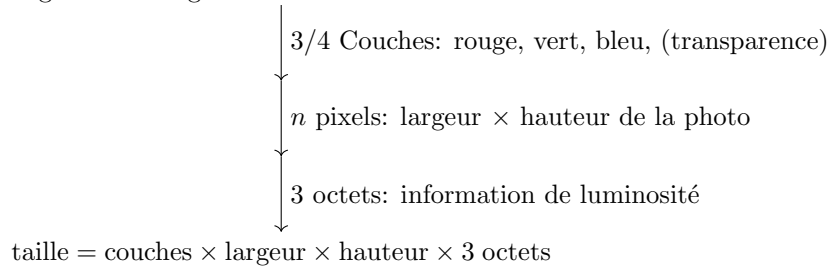 3/4 Couches: rouge, vert, bleu, (transparence)
n pixels: largeur × hauteur de la photo
3 octets: information de luminosité
taille = couches × largeur × hauteur × 3 octets